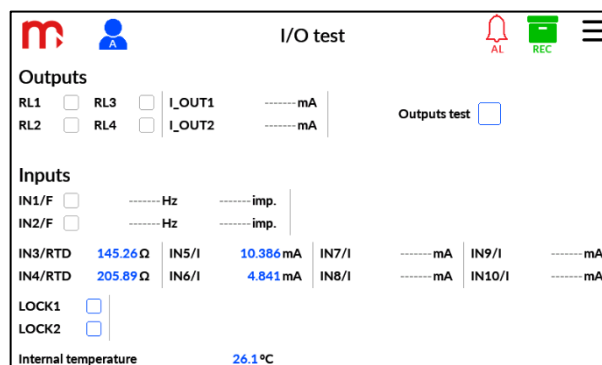 m
A
I/O test
AL
REC
Outputs
RL1 RL3 I_OUT1 -------mA
RL2 RL4 I_OUT2 -------mA
Outputs test
Inputs
IN1/F -------Hz -------imp.
IN2/F -------Hz -------imp.
IN3/RTD 145.26Ω IN5/I 10.386mA IN7/I -------mA IN9/I -------mA
IN4/RTD 205.89Ω IN6/I 4.841mA IN8/I -------mA IN10/I -------mA
LOCK1
LOCK2
Internal temperature 26.1°C